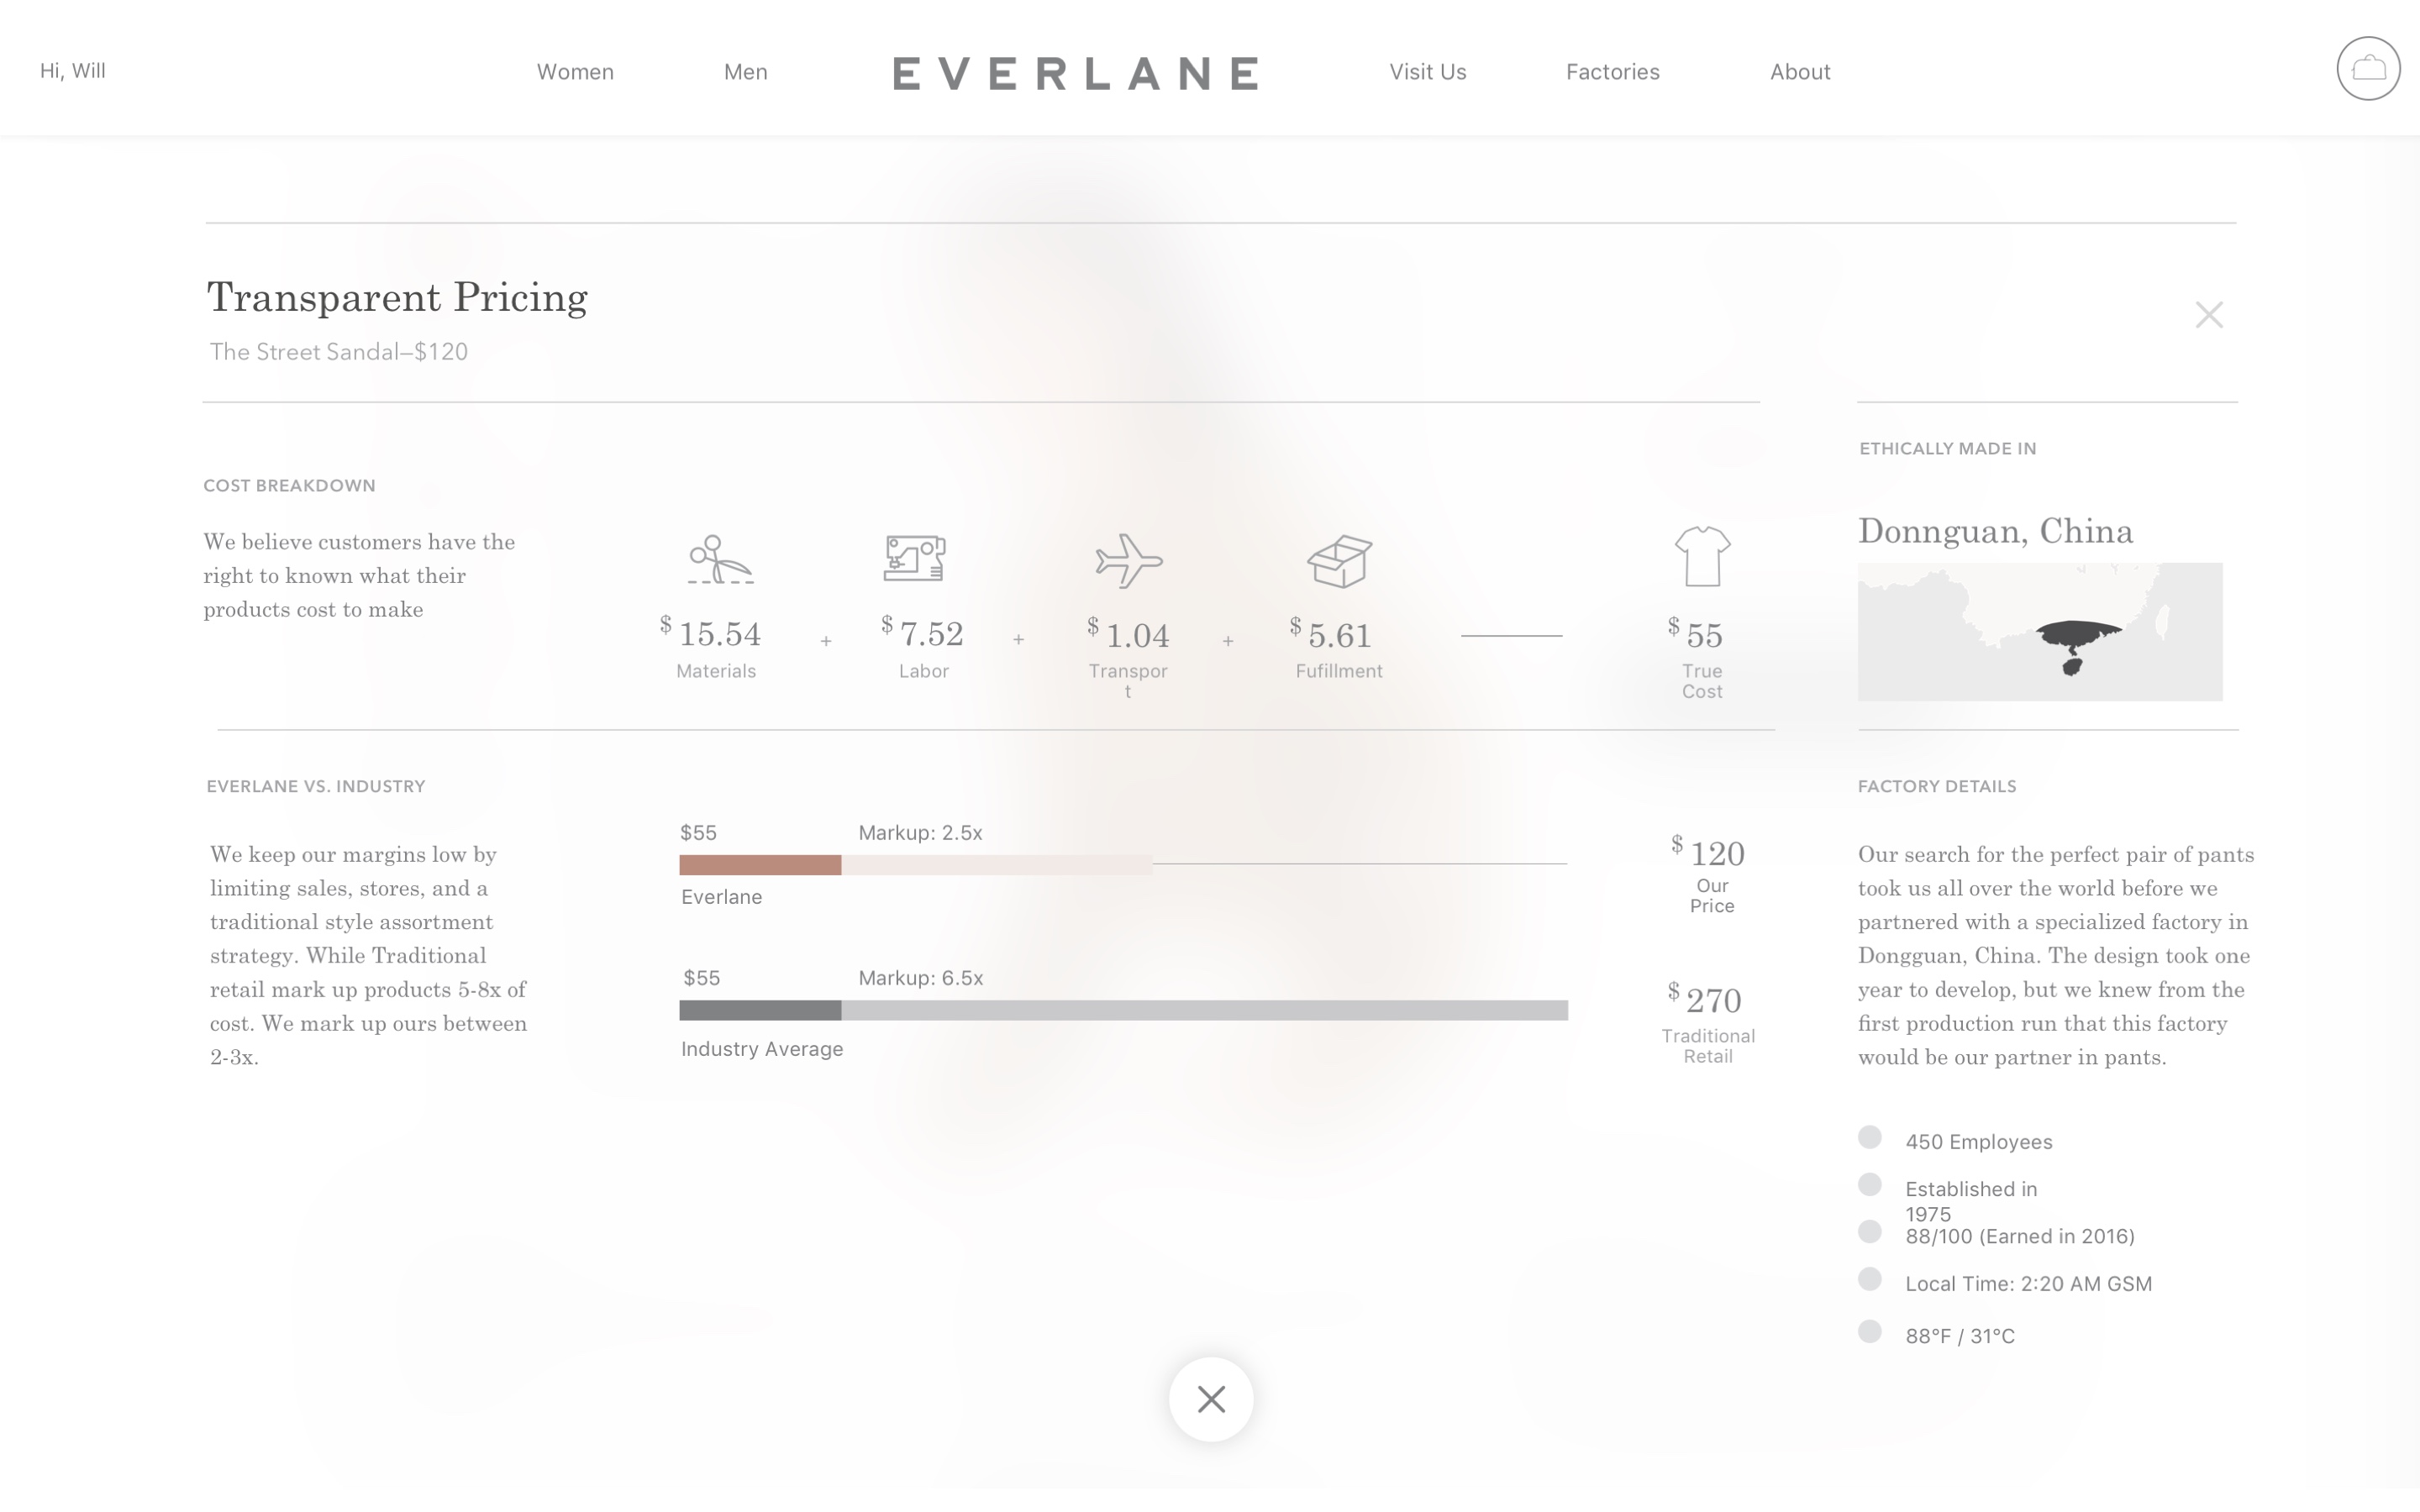 Hi, Will
Women
Men
EVERLANE
Visit Us
Factories
About
Transparent Pricing
The Street Sandal–$120
COST BREAKDOWN
We believe customers have the
right to known what their
products cost to make
$ 15.54
Materials
+
$ 7.52
Labor
+
$ 1.04
Transpor
t
+
$ 5.61
Fufillment
$ 55
True
Cost
ETHICALLY MADE IN
Donnguan, China
EVERLANE VS. INDUSTRY
We keep our margins low by
limiting sales, stores, and a
traditional style assortment
strategy. While Traditional
retail mark up products 5-8x of
cost. We mark up ours between
2-3x.
$55
Markup: 2.5x
Everlane
$ 120
Our
Price
$55
Markup: 6.5x
Industry Average
$ 270
Traditional
Retail
FACTORY DETAILS
Our search for the perfect pair of pants
took us all over the world before we
partnered with a specialized factory in
Dongguan, China. The design took one
year to develop, but we knew from the
first production run that this factory
would be our partner in pants.
450 Employees
Established in
1975
88/100 (Earned in 2016)
Local Time: 2:20 AM GSM
88°F / 31°C